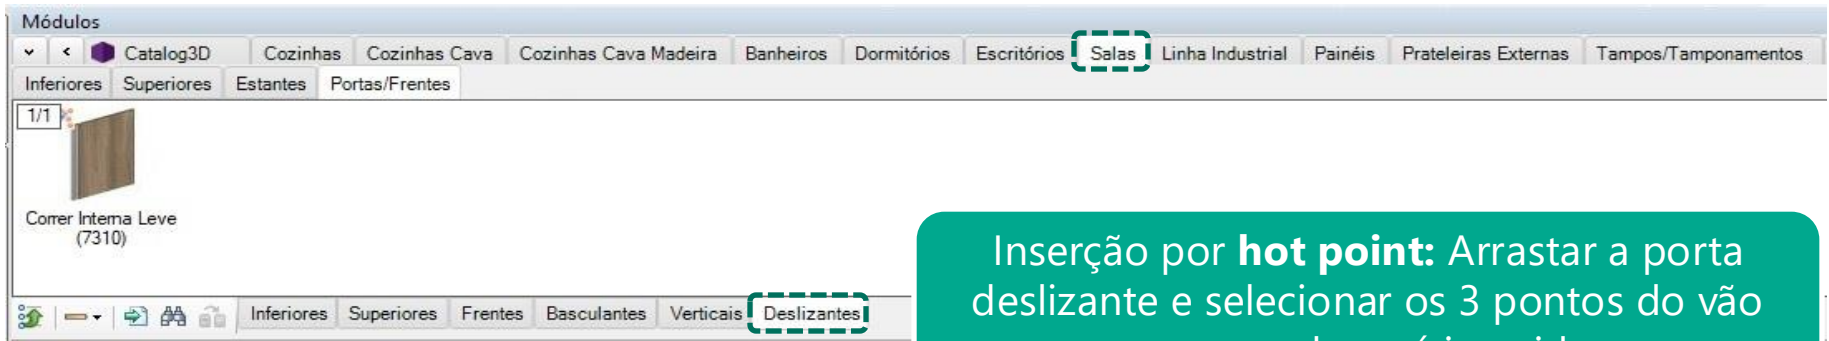 Módulos
Catalog3D Cozinhas Cozinhas Cava Cozinhas Cava Madeira Banheiros Dormitórios Escritórios Salas Linha Industrial Painéis Prateleiras Externas Tampos/Tamponamentos
Inferiores Superiores Estantes Portas/Frentes
1/1
Correr Interna Leve
(7310)
Inserção por hot point: Arrastar a porta
deslizante e selecionar os 3 pontos do vão
Inferiores Superiores Frentes Basculantes Verticais Deslizantes